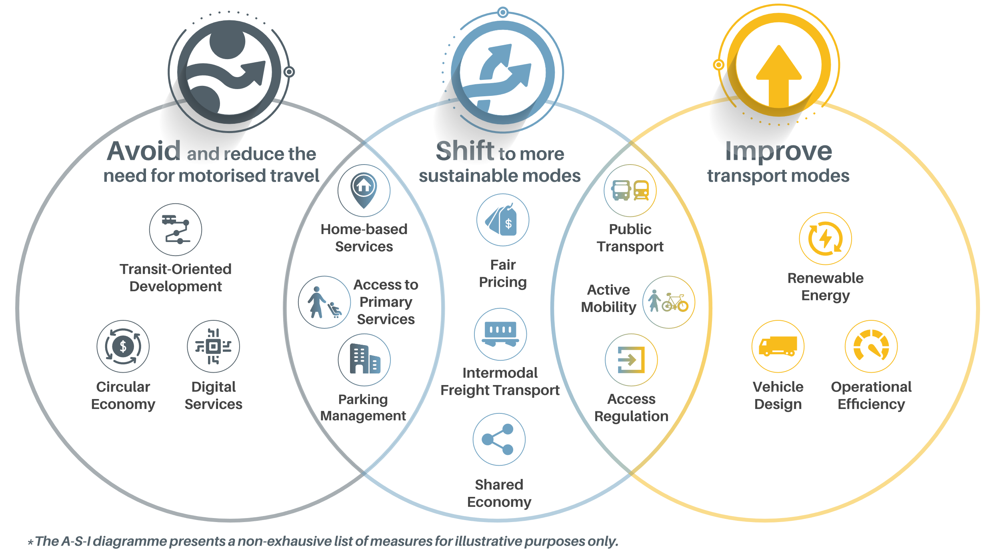 Avoid and reduce the
need for motorised travel
Transit-Oriented
Development
Circular
Economy
Digital
Services
Home-based
Services
Access to
Primary
Services
Parking
Management
Shift to more
sustainable modes
$
Fair
Pricing
Intermodal
Freight Transport
Shared
Economy
Public
Transport
Active
Mobility
Access
Regulation
Improve
transport modes
Renewable
Energy
Vehicle
Design
Operational
Efficiency
$
* The A-S-I diagramme presents a non-exhausive list of measures for illustrative purposes only.